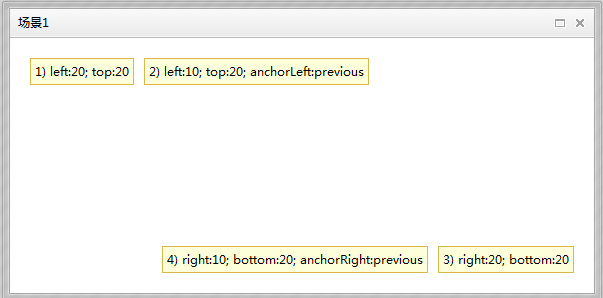 场景1
1) left:20; top:20
2) left:10; top:20; anchorLeft:previous
4) right:10; bottom:20; anchorRight:previous
3) right:20; bottom:20